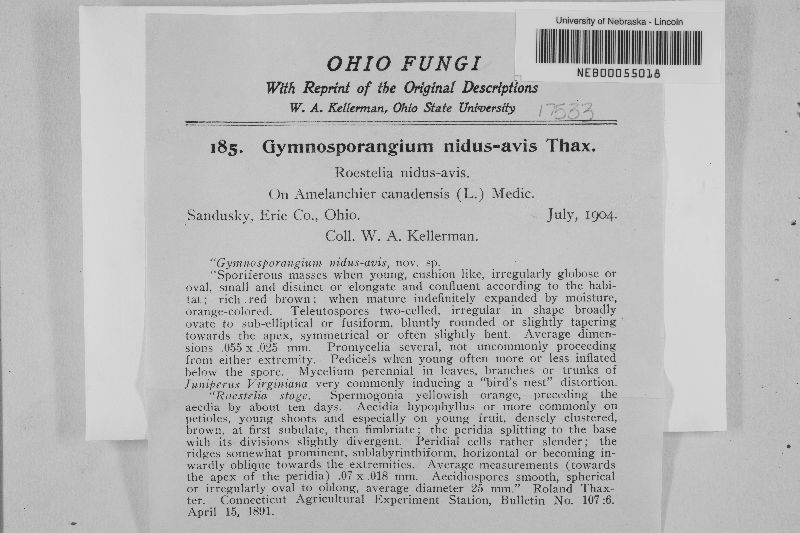 University of Nebraska - Lincoln
NEB00055018
OHIO FUNGI
With Reprint of the Original Descriptions
W. A. Kellerman, Ohio State University
17533
185. Gymnosporangium nidus-avis Thax.
Roestelia nidus-avis.
On Amelanchier canadensis (L.) Medic.
Sandusky, Erie Co., Ohio. July, 1904.
Coll. W. A. Kellerman.
"Gymnosporangium nidus-avis, nov. sp.
"Sporiferous masses when young, cushion like, irregularly globose or
oval, small and distinct or elongate and confluent according to the habi-
tat; rich red brown; when mature indefinitely expanded by moisture,
orange-colored. Teleutospores two-celled, irregular in shape broadly
ovate to sub-elliptical or fusiform, bluntly rounded or slightly tapering
towards the apex, symmetrical or often slightly bent. Average dimen-
sions .055 x .025 mm. Promycelia several, not uncommonly proceeding
from either extremity. Pedicels when young often more or less inflated
below the spore. Mycelium perennial in leaves, branches or trunks of
Juniperus Virginiana very commonly inducing a "bird's nest" distortion.
"Roestelia stage. Spermogonia yellowish orange, preceding the
aecdia by about ten days. Aecidia hypophyllus or more commonly on
petioles, young shoots and especially on young fruit, densely clustered,
brown, at first subulate, then fimbriate; the peridia splitting to the base
with its divisions slightly divergent. Peridial cells rather slender; the
ridges somewhat prominent, sublabyrinthiform, horizontal or becoming in-
wardly oblique towards the extremities. Average measurements (towards
the apex of the peridia) .07 x .018 mm. Aecidiospores smooth, spherical
or irregularly oval to oblong, average diameter 25 mm." Roland Thax-
ter. Connecticut Agricultural Experiment Station, Bulletin No. 107:6.
April 15, 1891.